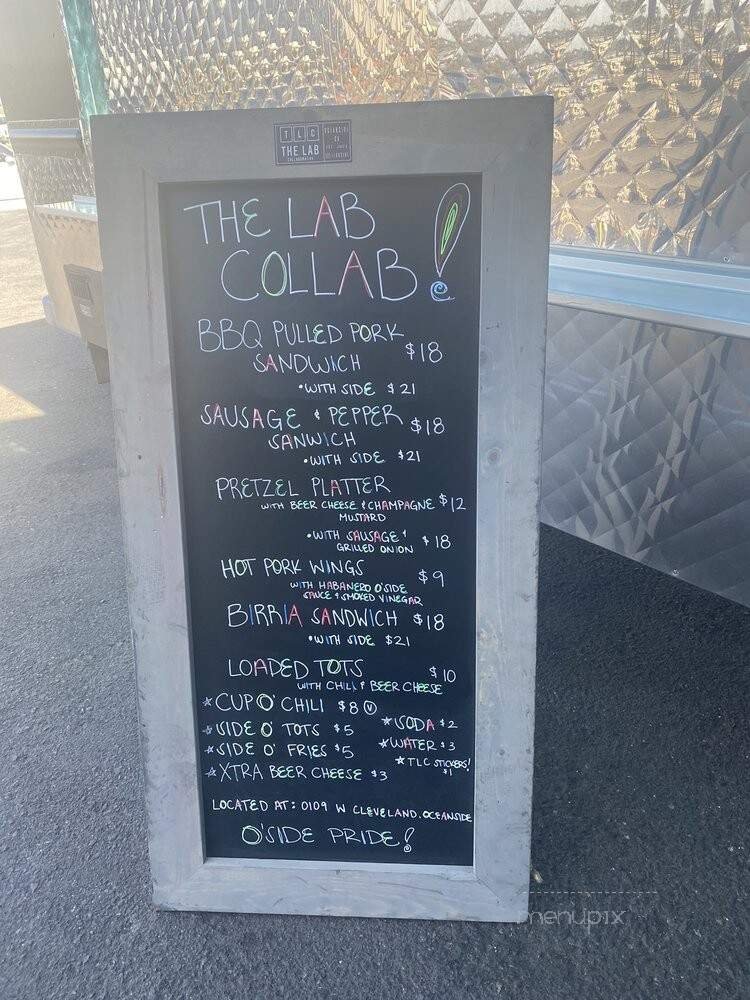 TLC
THE LAB
COLLABORATIVE
THE LAB
COLLAB!
BBQ PULLED PORK
SANDWICH $18
•WITH SIDE $21
SAUSAGE & PEPPER
SANWICH $18
•WITH SIDE $21
PRETZEL PLATTER
WITH BEER CHEESE & CHAMPAGNE $12
MUSTARD
•WITH SAUSAGE &
GRILLED ONION $18
HOT PORK WINGS $9
WITH HABANERO O'SIDE
SAUCE & SMOKED VINEGAR
BIRRIA SANDWICH $18
•WITH SIDE $21
LOADED TOTS $10
WITH CHILI & BEER CHEESE
*CUP O' CHILI $8 V
*SIDE O' TOTS $5
*SODA $2
*SIDE O' FRIES $5
*WATER $3
*XTRA BEER CHEESE $3
*TLC STICKERS!
$1
LOCATED AT: 0109 W CLEVELAND. OCEANSIDE
O'SIDE PRIDE!
menupix